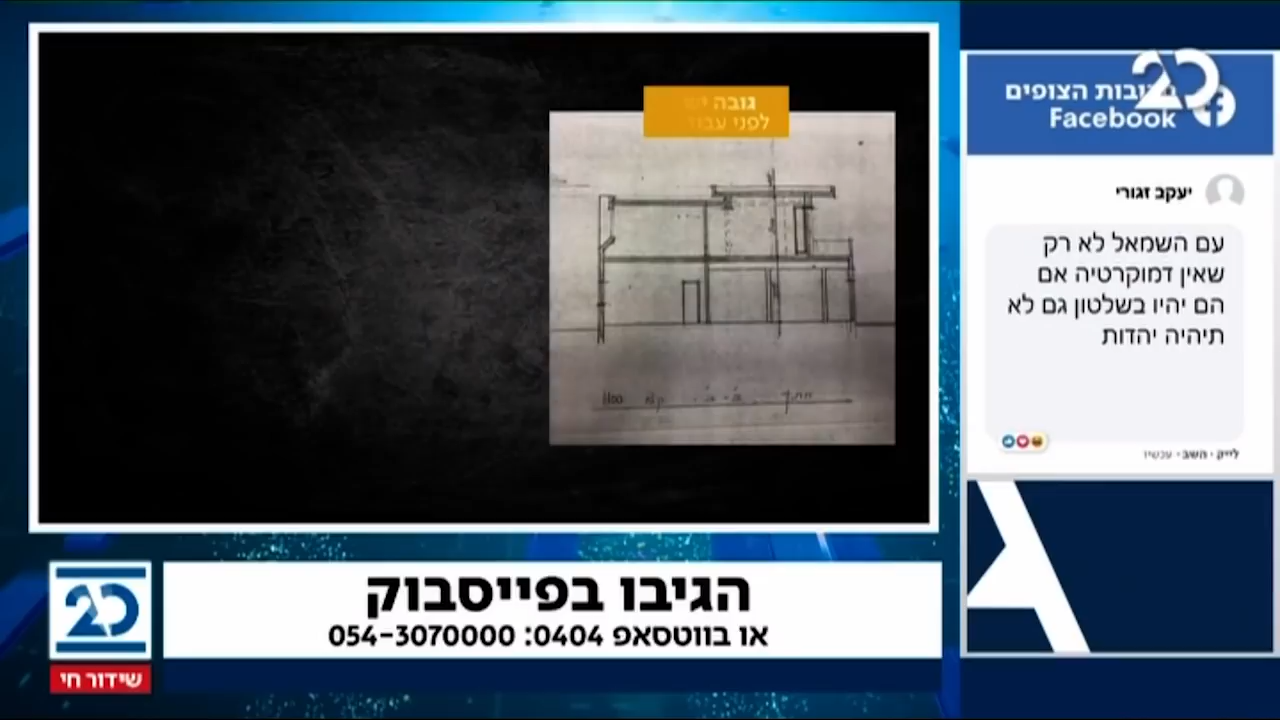 גובה
לפני
20
הצופים
Facebook
יעקב זגורי
עם השמאל לא רק
שאין דמוקרטיה אם
הם יהיו בשלטון גם לא
תיהיה יהדות
לייק · השב · עכשיו
הגיבו בפייסבוק
או בווטסאפ 0404: 054-3070000
20
שידור חי